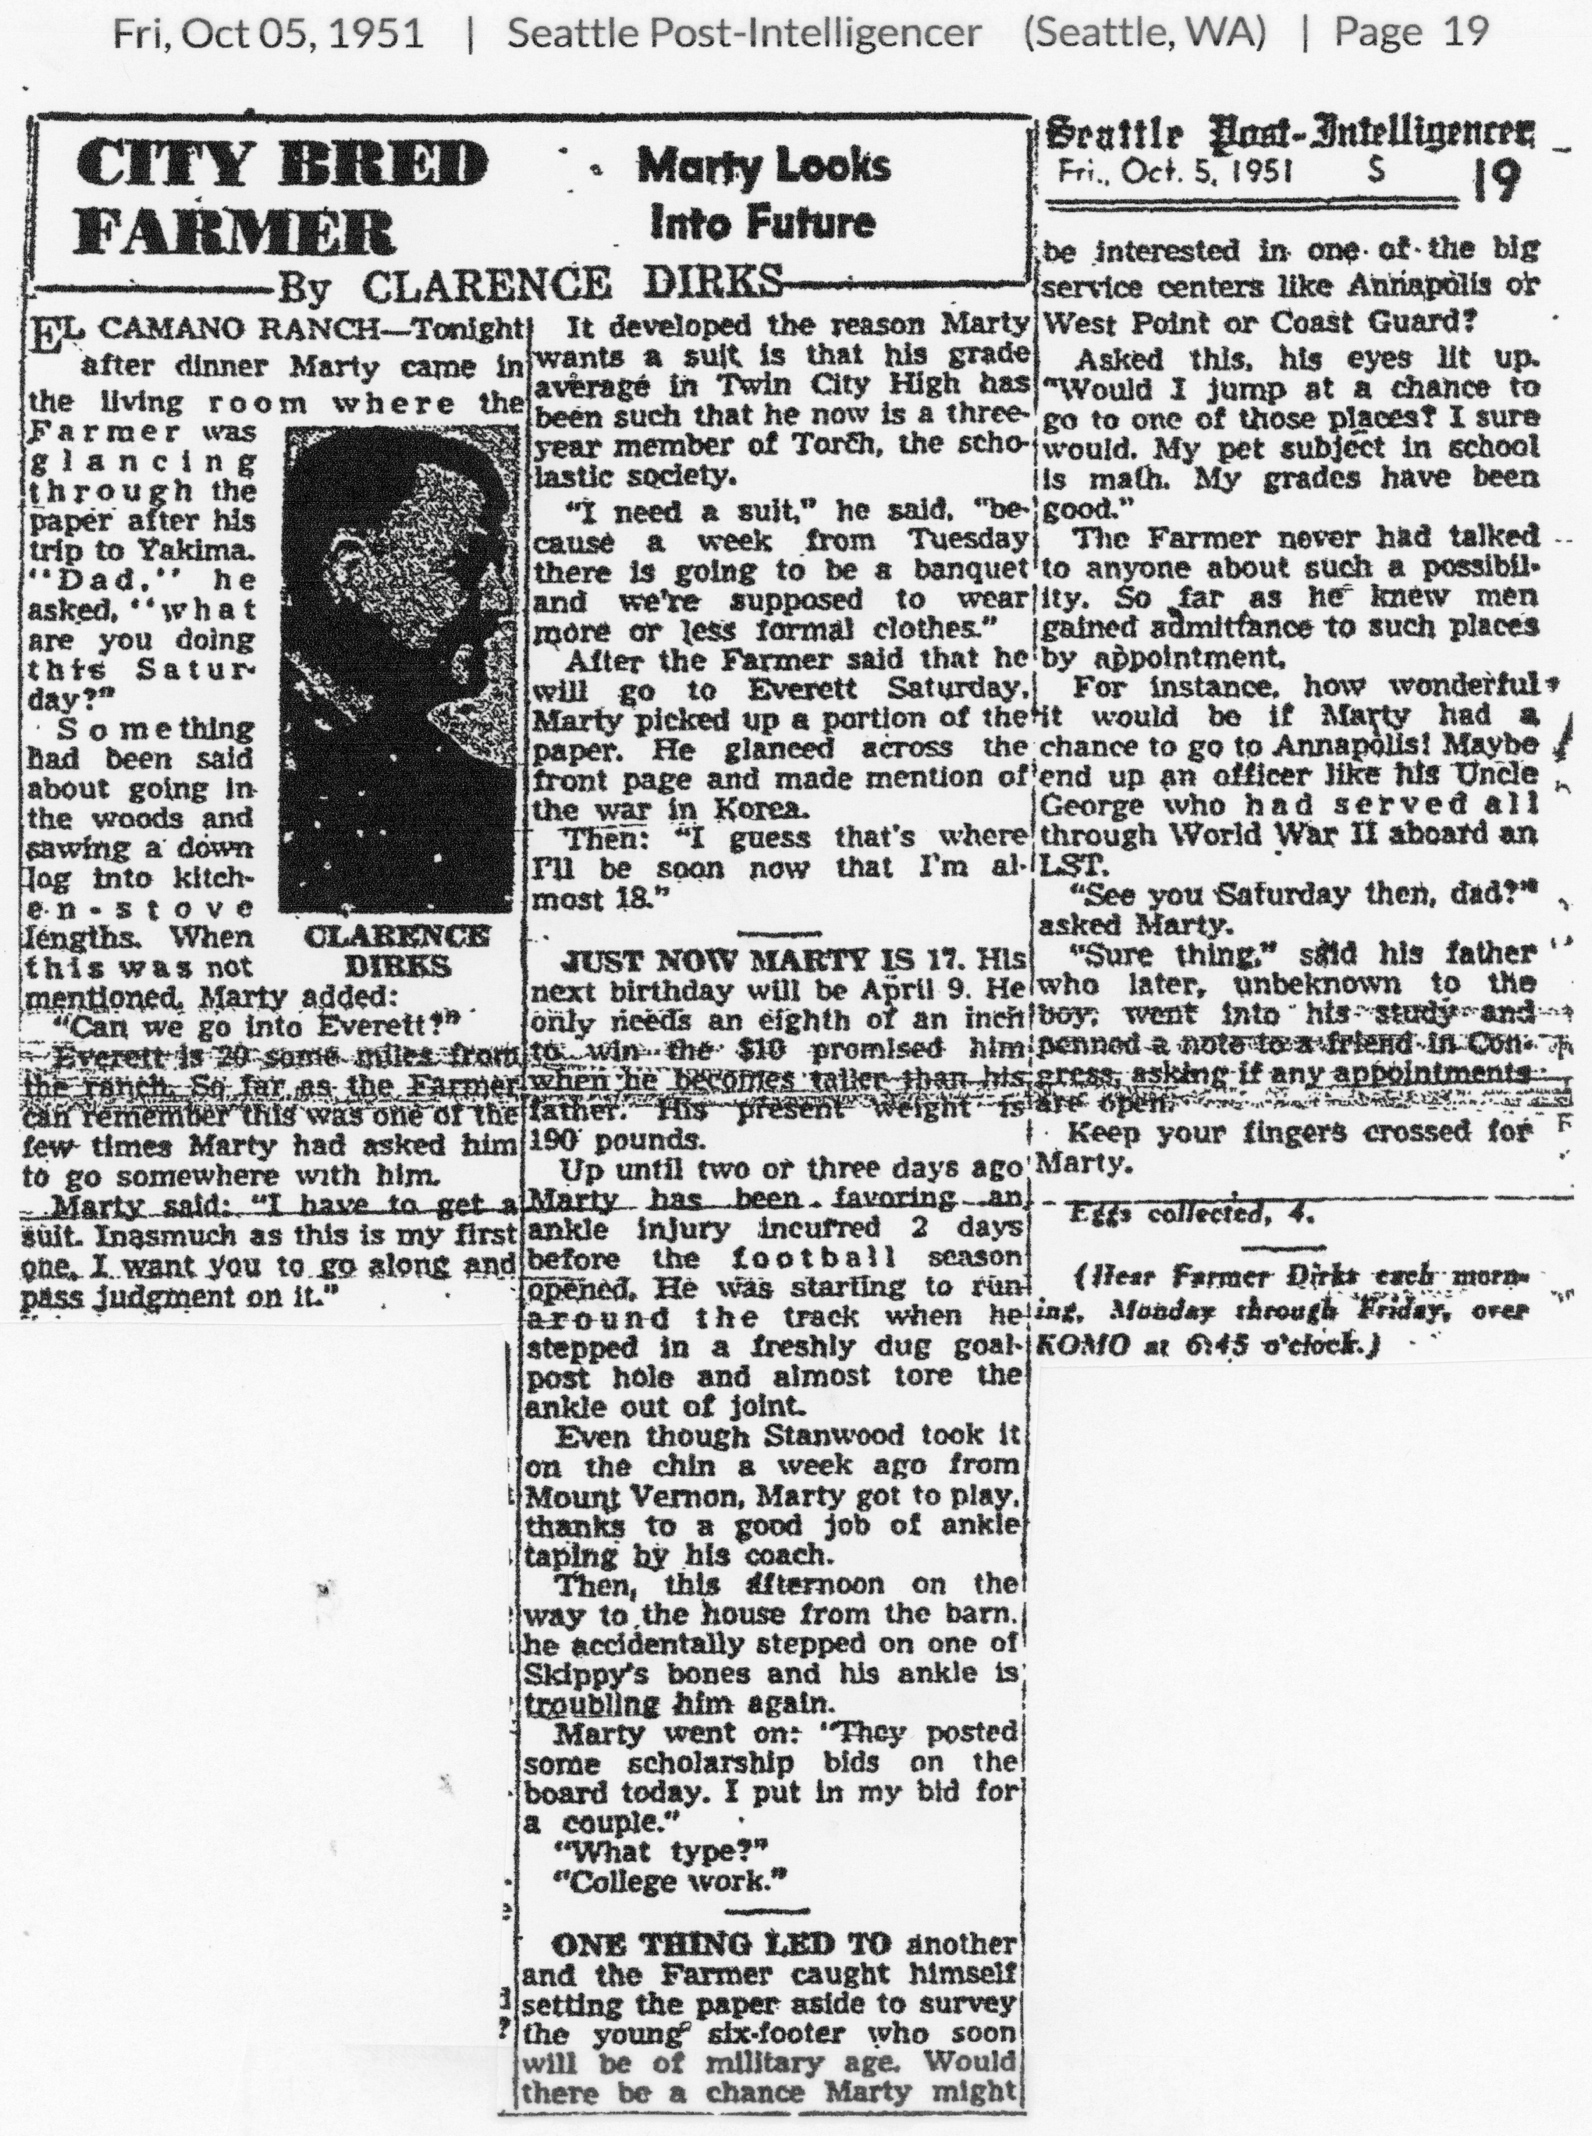 Fri, Oct 05, 1951 | Seattle Post-Intelligencer (Seattle, WA) | Page 19
CITY BRED
FARMER
Marty Looks
Into Future
By CLARENCE DIRKS
EL CAMANO RANCH—Tonight
after dinner Marty came in
the living room where the
Farmer was
glancing
through the
paper after his
trip to Yakima.
"Dad," he
asked, "what
are you doing
this Satur-
day?"
Something
had been said
about going in
the woods and
sawing a down
log into kitch-
en-stove
lengths. When
this was not
mentioned, Marty added:
"Can we go into Everett?"
Everett is 20 some miles from
the ranch. So far as the Farmer
can remember this was one of the
few times Marty had asked him
to go somewhere with him.
Marty said: "I have to get a
suit. Inasmuch as this is my first
one, I want you to go along and
pass judgment on it."
CLARENCE
DIRKS
It developed the reason Marty
wants a suit is that his grade
average in Twin City High has
been such that he now is a three-
year member of Torch, the scho-
lastic society.
"I need a suit," he said, "be-
cause a week from Tuesday
there is going to be a banquet
and we're supposed to wear
more or less formal clothes."
After the Farmer said that he
will go to Everett Saturday,
Marty picked up a portion of the
paper. He glanced across the
front page and made mention of
the war in Korea.
Then: "I guess that's where
I'll be soon now that I'm al-
most 18."
JUST NOW MARTY IS 17. His
next birthday will be April 9. He
only needs an eighth of an inch
to win the $10 promised him
when he becomes taller than his
father. His present weight is
190 pounds.
Up until two or three days ago
Marty has been favoring an
ankle injury incurred 2 days
before the football season
opened. He was starting to run
around the track when he
stepped in a freshly dug goal-
post hole and almost tore the
ankle out of joint.
Even though Stanwood took it
on the chin a week ago from
Mount Vernon, Marty got to play,
thanks to a good job of ankle
taping by his coach.
Then, this afternoon on the
way to the house from the barn,
he accidentally stepped on one of
Skippy's bones and his ankle is
troubling him again.
Marty went on: "They posted
some scholarship bids on the
board today. I put in my bid for
a couple."
"What type?"
"College work."
ONE THING LED TO another
and the Farmer caught himself
setting the paper aside to survey
the young six-footer who soon
will be of military age. Would
there be a chance Marty might
Seattle Post-Intelligencer
Fri., Oct. 5, 1951 S 19
be interested in one of the big
service centers like Annapolis or
West Point or Coast Guard?
Asked this, his eyes lit up.
"Would I jump at a chance to
go to one of those places? I sure
would. My pet subject in school
is math. My grades have been
good."
The Farmer never had talked
to anyone about such a possibil-
ity. So far as he knew men
gained admittance to such places
by appointment.
For instance, how wonderful
it would be if Marty had a
chance to go to Annapolis! Maybe
end up an officer like his Uncle
George who had served all
through World War II aboard an
LST.
"See you Saturday then, dad?"
asked Marty.
"Sure thing," said his father
who later, unbeknown to the
boy, went into his study and
penned a note to a friend in Con-
gress, asking if any appointments
are open.
Keep your fingers crossed for
Marty.
Eggs collected, 4.
(Hear Farmer Dirks each morn-
ing, Monday through Friday, over
KOMO at 6:45 o'clock.)